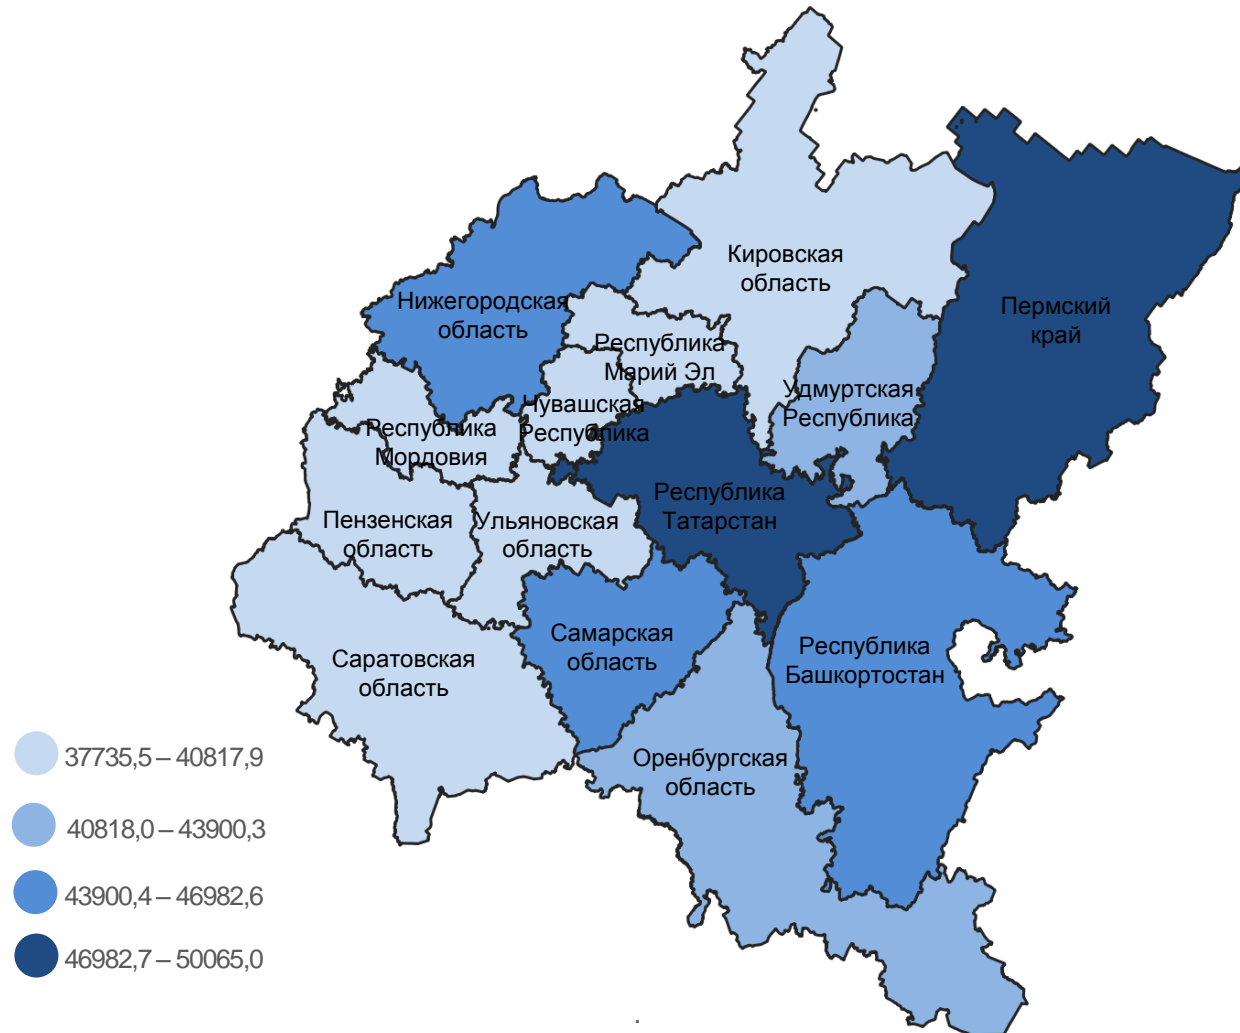 Кировская
область
Нижегородская
область
Пермский
край
Республика
Марий Эл
Удмуртская
Республика
Чувашская
Республика
Республика
Мордовия
Республика
Татарстан
Пензенская
область
Ульяновская
область
Самарская
область
Республика
Башкортостан
Саратовская
область
Оренбургская
область
37735,5 – 40817,9
40818,0 – 43900,3
43900,4 – 46982,6
46982,7 – 50065,0